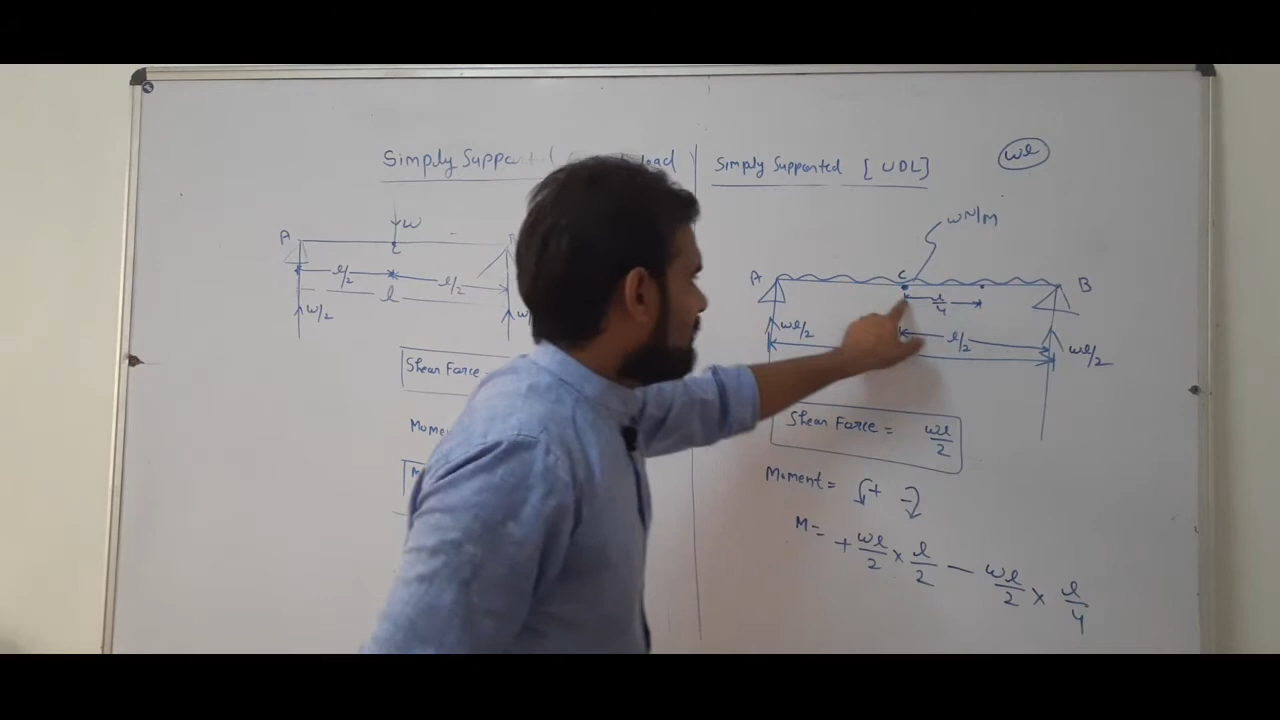 Simply Suppo
load
A
W
C
l/2
l/2
l
W/2
Shear Force =
Mome
Simply Supported [UDL]
wl
w N/M
A
C
B
l/4
l/2
wl/2
wl/2
Shear Force = wl/2
Moment = + -
M = + wl/2 × l/2 - wl/2 × l/4